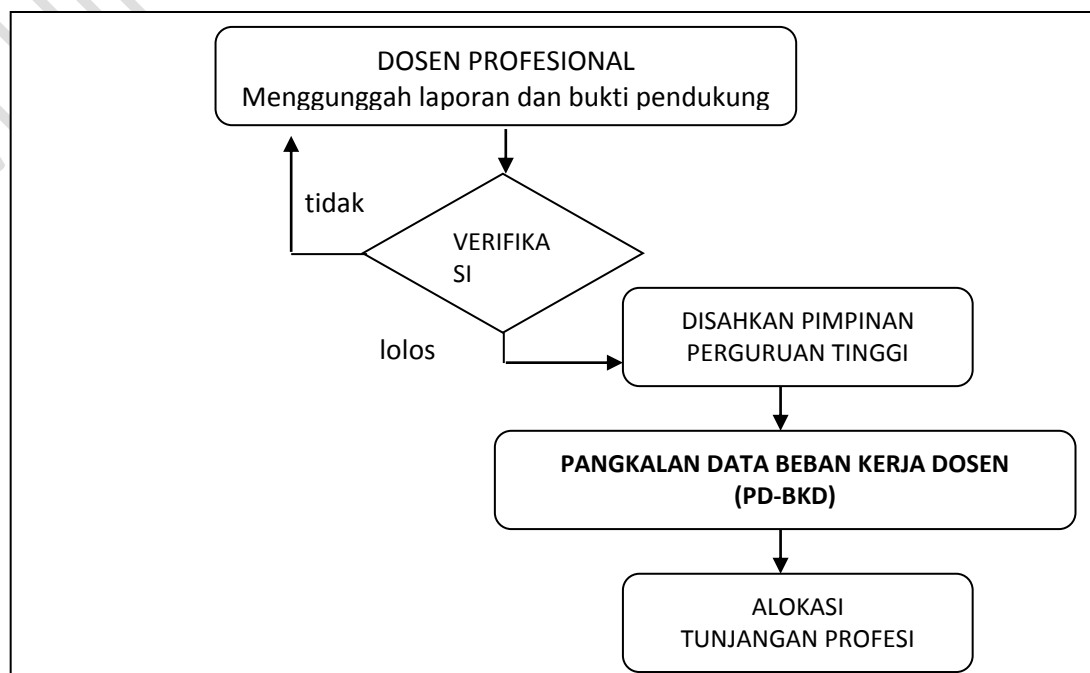 DOSEN PROFESIONAL
Menggunggah laporan dan bukti pendukung
tidak
VERIFIKA
SI
DISAHKAN PIMPINAN
PERGURUAN TINGGI
lolos
PANGKALAN DATA BEBAN KERJA DOSEN
(PD-BKD)
ALOKASI
TUNJANGAN PROFESI